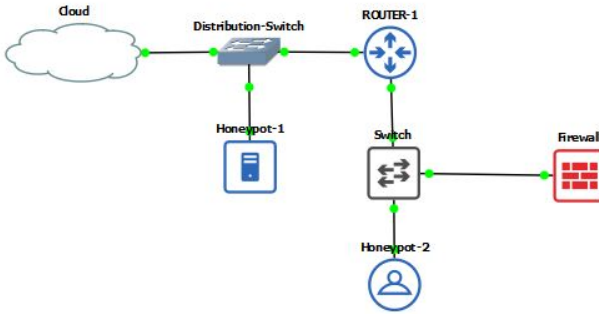 Cloud
Distribution-Switch
ROUTER-1
Honeypot-1
Switch
Firewall
Honeypot-2